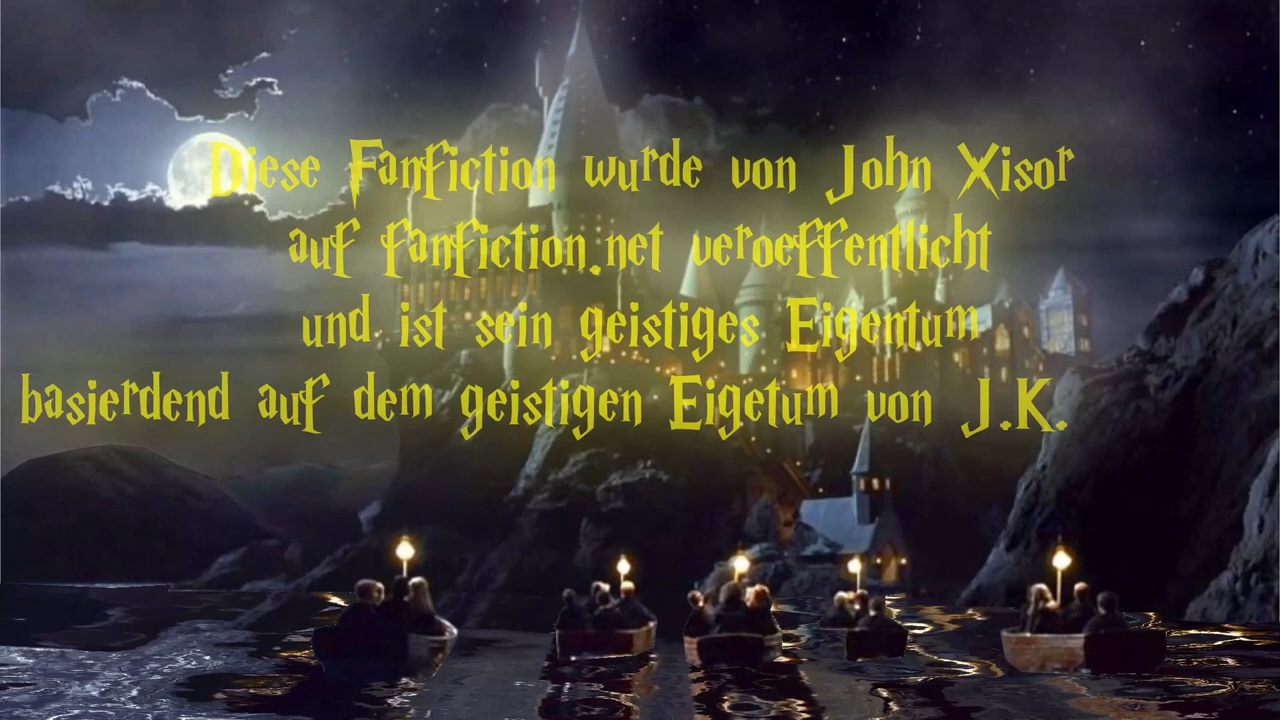 Diese Fanfiction wurde von John Xisor
auf fanfiction.net veroeffentlicht
und ist sein geistiges Eigentum
basierdend auf dem geistigen Eigetum von J.K.